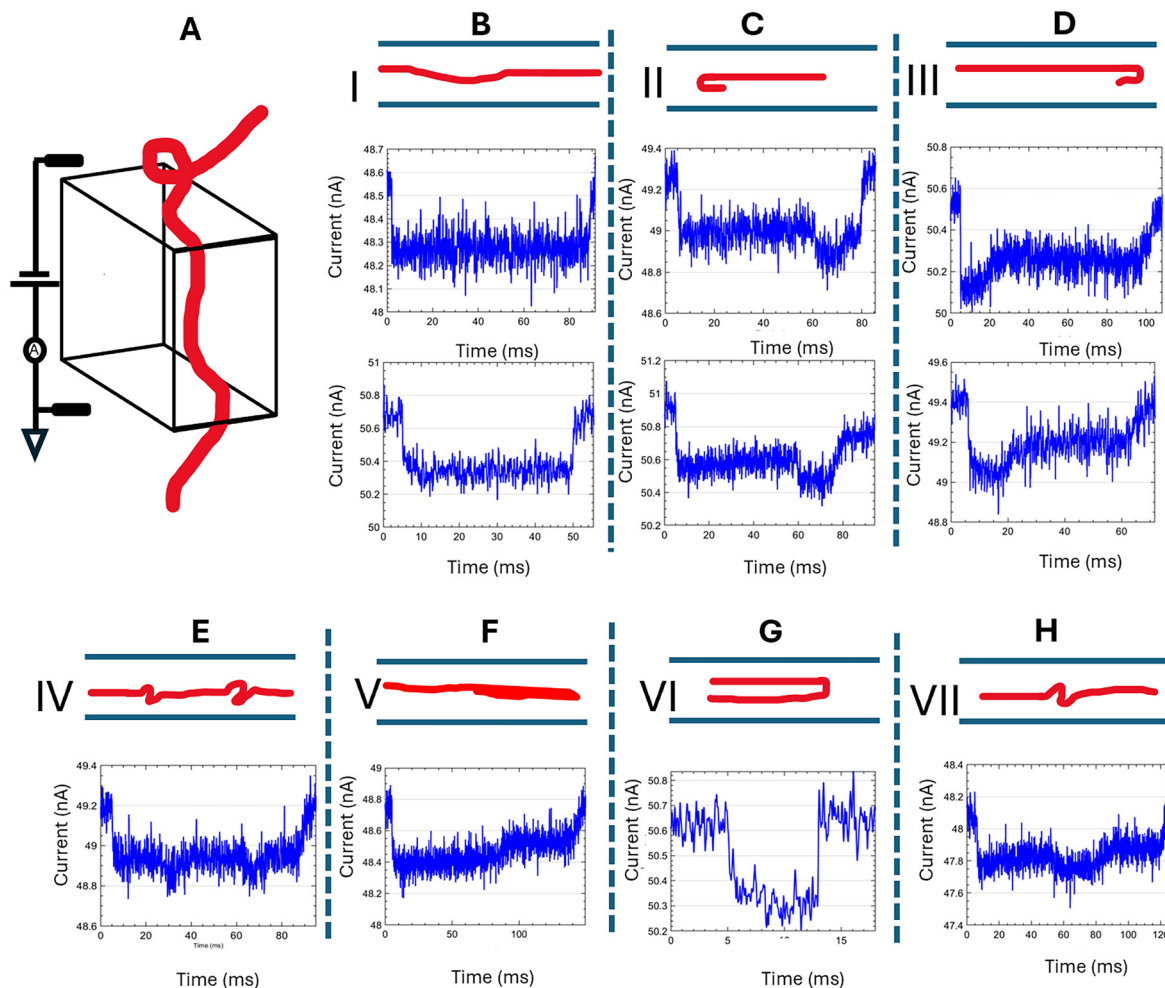 A
B
C
D
I
II
III
A
48.7
48.6
48.5
48.4
48.3
48.2
48.1
48
Current (nA)
0 20 40 60 80
Time (ms)
49.4
49.2
49
48.8
48.6
Current (nA)
0 20 40 60 80
Time (ms)
50.8
50.6
50.4
50.2
50
Current (nA)
0 20 40 60 80 100
Time (ms)
51
50.8
50.6
50.4
50.2
50
Current (nA)
0 10 20 30 40 50
Time (ms)
51.2
51
50.8
50.6
50.4
50.2
Current (nA)
0 20 40 60 80
Time (ms)
49.6
49.4
49.2
49
48.8
Current (nA)
0 20 40 60
Time (ms)
E
F
G
H
IV
V
VI
VII
49.4
49.2
49
48.8
48.6
Current (nA)
0 20 40 60 80
Time (ms)
Time (ms)
49
48.8
48.6
48.4
48.2
48
Current (nA)
0 50 100
Time (ms)
50.8
50.7
50.6
50.5
50.4
50.3
50.2
Current (nA)
0 5 10 15
Time (ms)
48.4
48.2
48
47.8
47.6
47.4
Current (nA)
0 20 40 60 80 100 120
Time (ms)